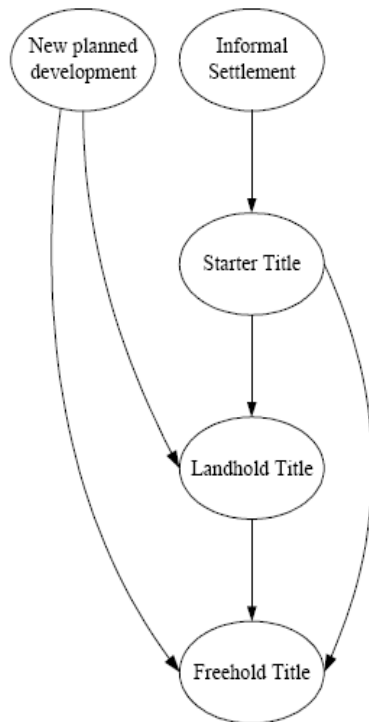 New planned
development
Informal
Settlement
Starter Title
Landhold Title
Freehold Title